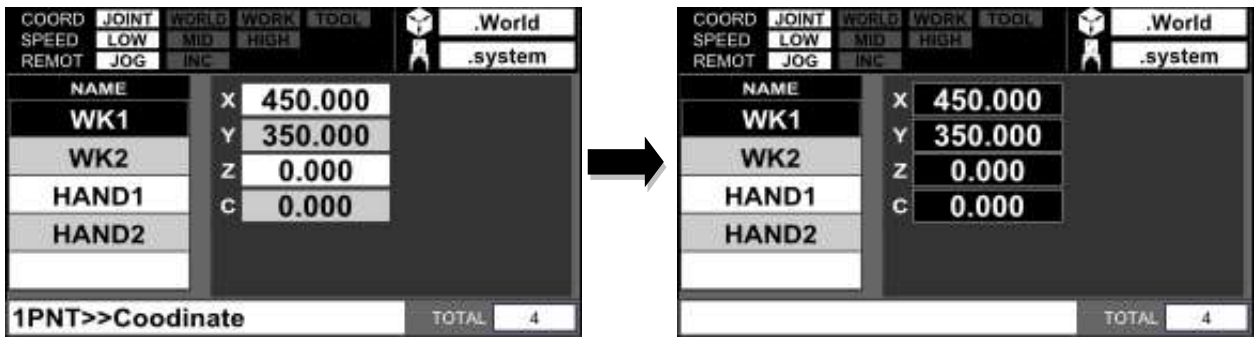 COORD JOINT WORLD WORK TOOL .World
SPEED LOW MID HIGH
REMOT JOG INC .system
NAME
WK1
WK2
HAND1
HAND2
X 450.000
Y 350.000
Z 0.000
C 0.000
1PNT>>Coodinate TOTAL 4
COORD JOINT WORLD WORK TOOL .World
SPEED LOW MID HIGH
REMOT JOG INC .system
NAME
WK1
WK2
HAND1
HAND2
X 450.000
Y 350.000
Z 0.000
C 0.000
TOTAL 4